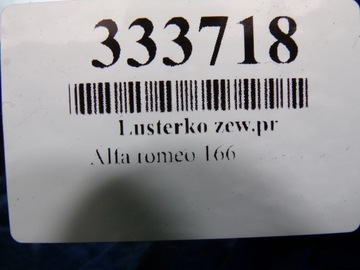 333718
Lusterko zew.pr
Alfa romeo 166